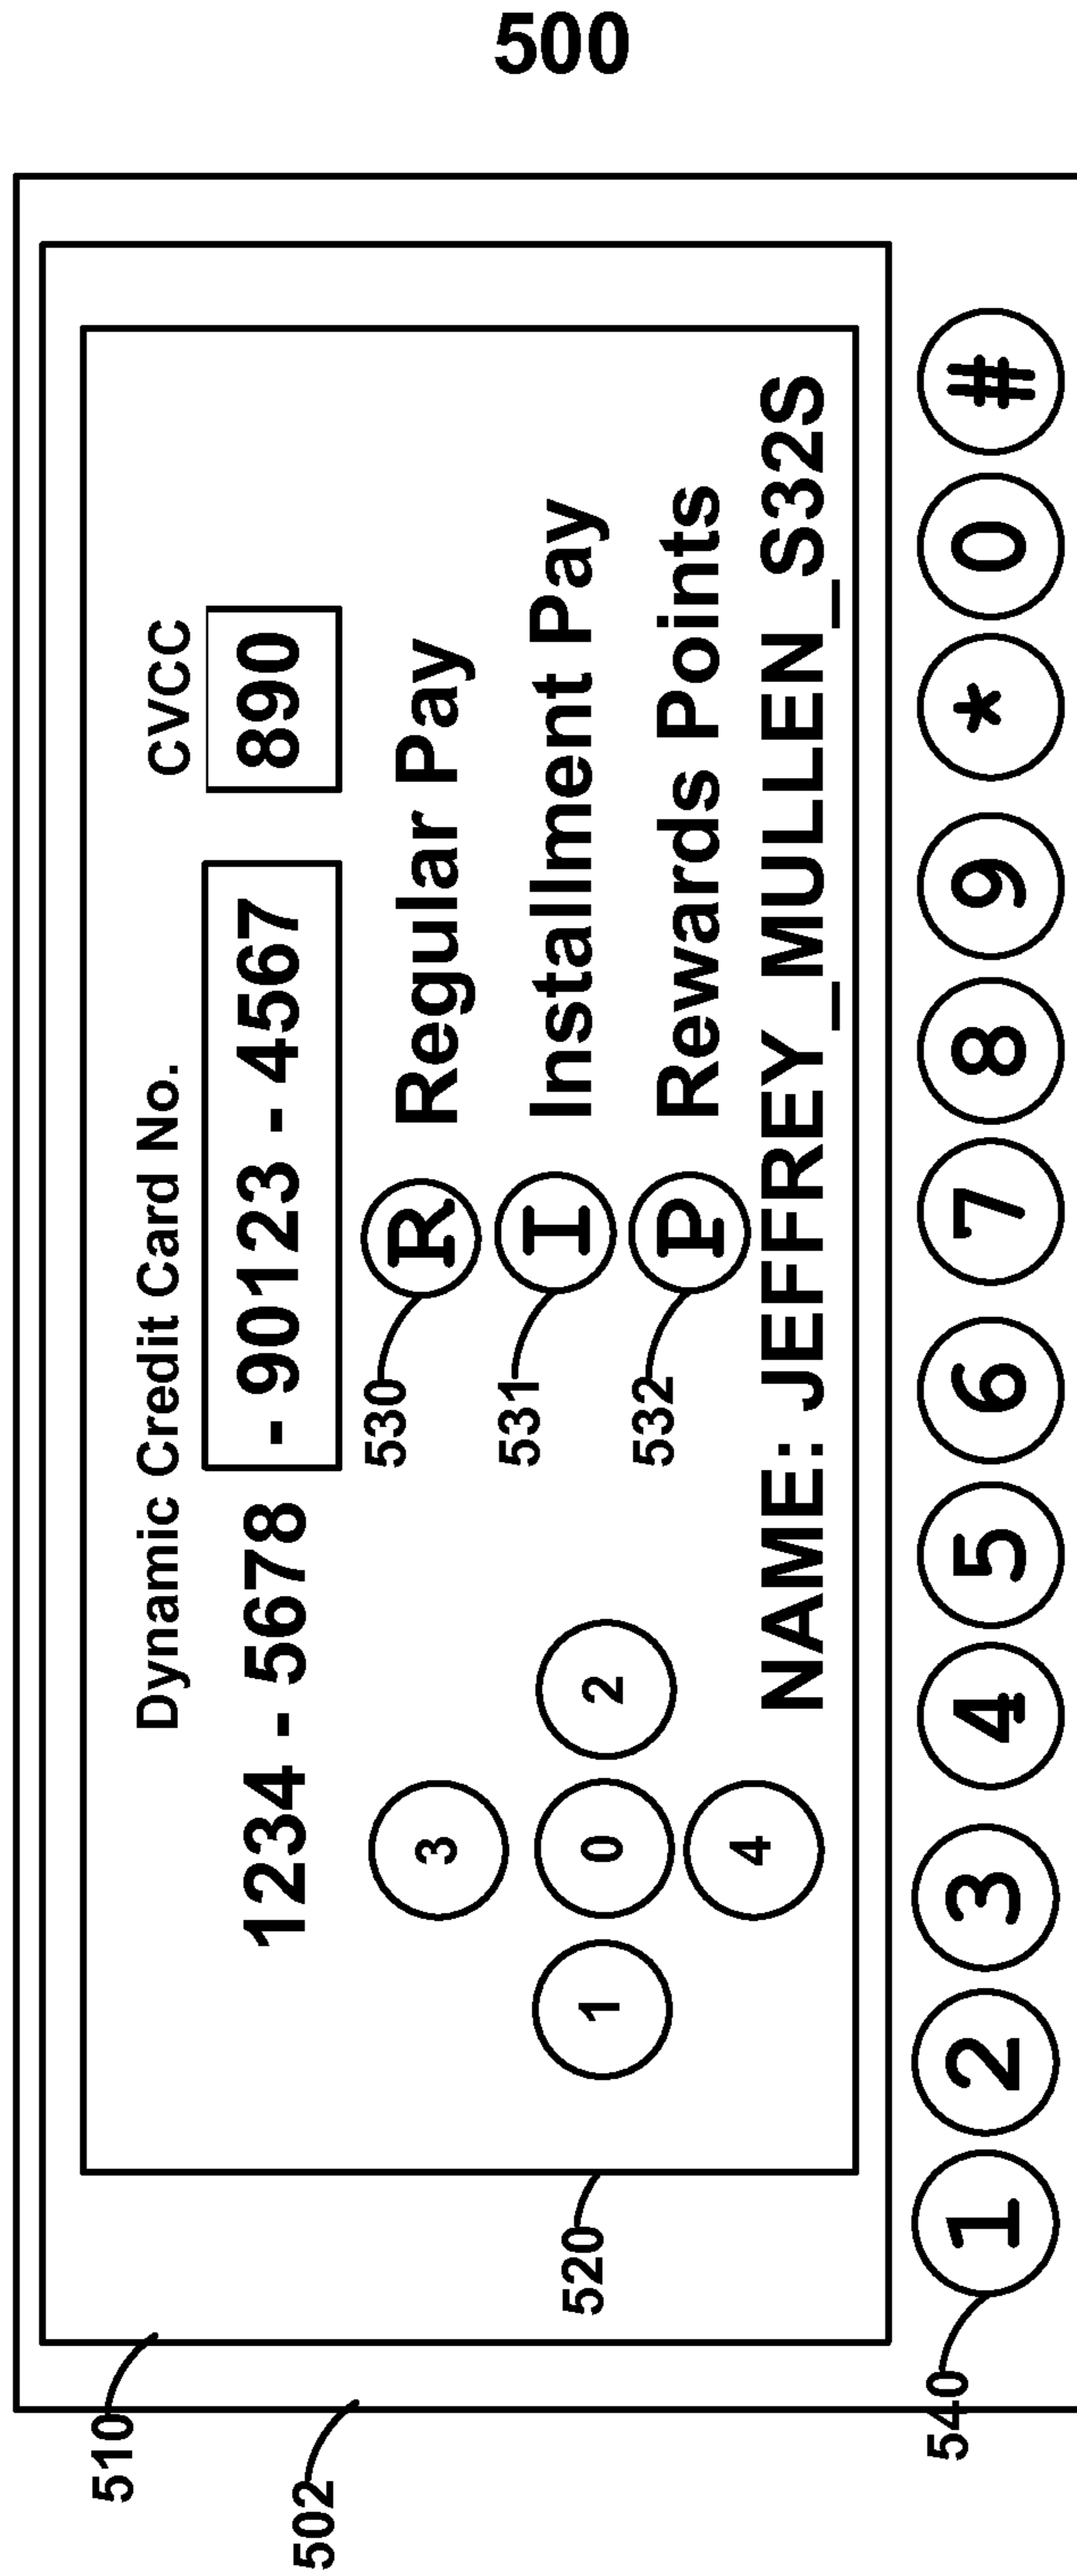 500
510
502
Dynamic Credit Card No. CVCC
1234 - 5678 - 90123 - 4567 890
530 R Regular Pay
531 I Installment Pay
532 P Rewards Points
3
1 0 2
4
NAME: JEFFREY_MULLEN_S32S
520
540
1 2 3 4 5 6 7 8 9 * 0 #